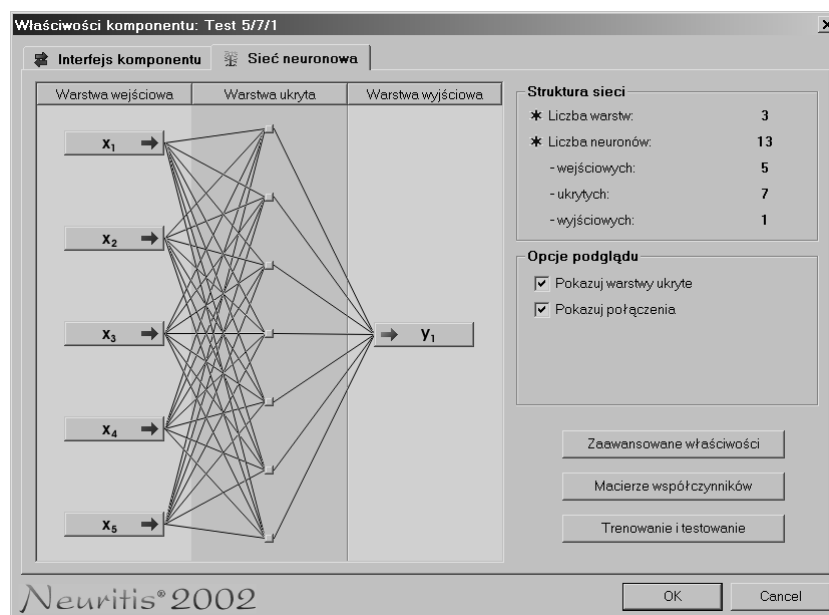 Właściwości komponentu: Test 5/7/1
Interfejs komponentu
Sieć neuronowa
Warstwa wejściowa
Warstwa ukryta
Warstwa wyjściowa
x₁
x₂
x₃
x₄
x₅
y₁
Struktura sieci
Liczba warstw: 3
Liczba neuronów: 13
- wejściowych: 5
- ukrytych: 7
- wyjściowych: 1
Opcje podglądu
Pokazuj warstwy ukryte
Pokazuj połączenia
Zaawansowane właściwości
Macierze współczynników
Trenowanie i testowanie
Neuritis® 2002
OK
Cancel